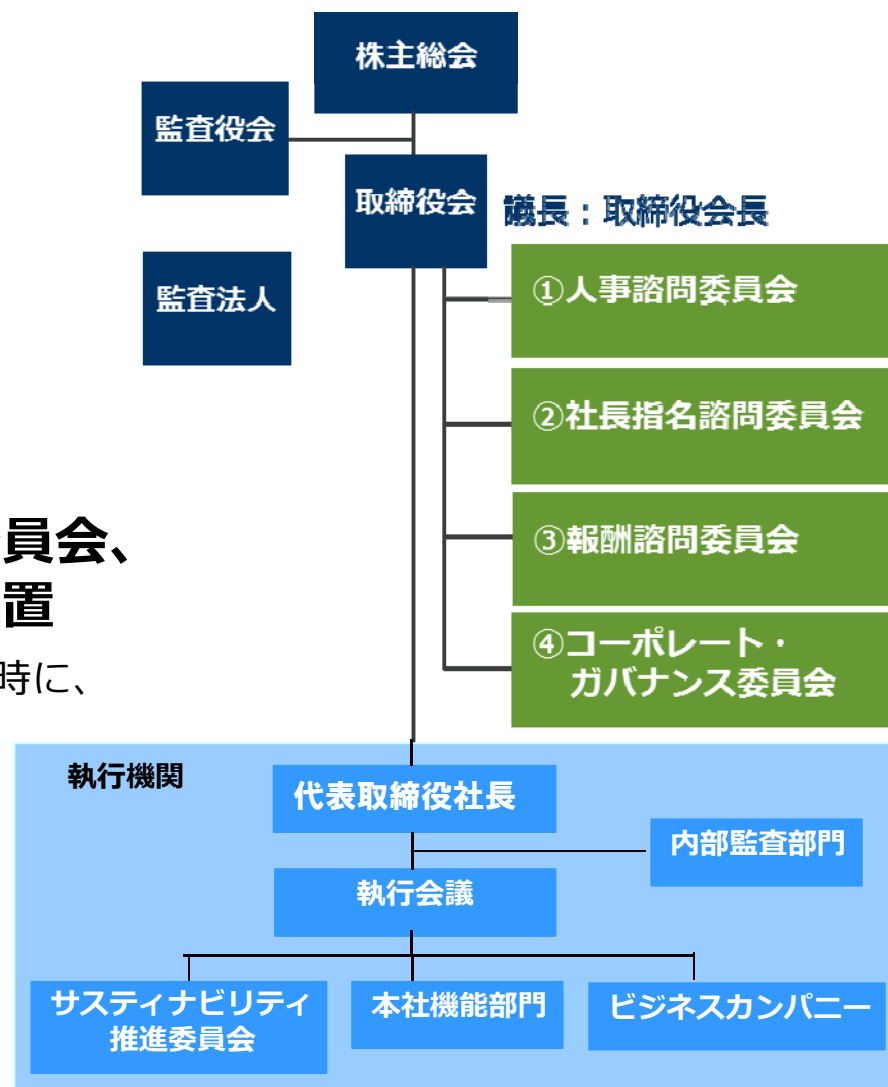 株主総会
監査役会
取締役会
議長：取締役会長
監査法人
①人事諮問委員会
②社長指名諮問委員会
③報酬諮問委員会
④コーポレート・
ガバナンス委員会
員会、
置
時に、
執行機関
代表取締役社長
内部監査部門
執行会議
サスティナビリティ
推進委員会
本社機能部門
ビジネスカンパニー